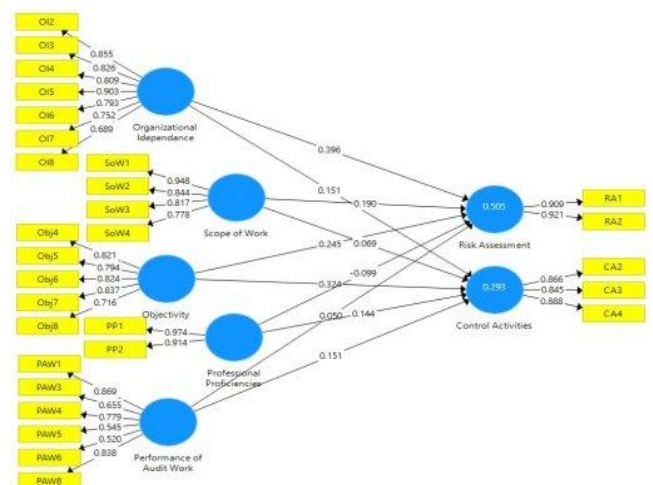 OI2
OI3
OI4
OI5
OI6
OI7
OI8
0.855
0.826
0.809
0.903
0.793
0.752
0.689
Organizational
Idependance
SoW1
SoW2
SoW3
SoW4
0.948
0.844
0.817
0.778
Scope of Work
Obj4
Obj5
Obj6
Obj7
Obj8
0.821
0.794
0.824
0.837
0.716
Objectivity
PP1
PP2
0.974
0.914
Professional
Proficiencies
PAW1
PAW3
PAW4
PAW5
PAW6
PAW8
0.869
0.655
0.779
0.545
0.520
0.838
Performance of
Audit Work
0.396
0.151
0.190
0.069
0.245
0.324
-0.099
0.144
0.050
0.151
0.505
Risk Assessment
0.909
0.921
RA1
RA2
0.293
Control Activities
0.866
0.845
0.888
CA2
CA3
CA4